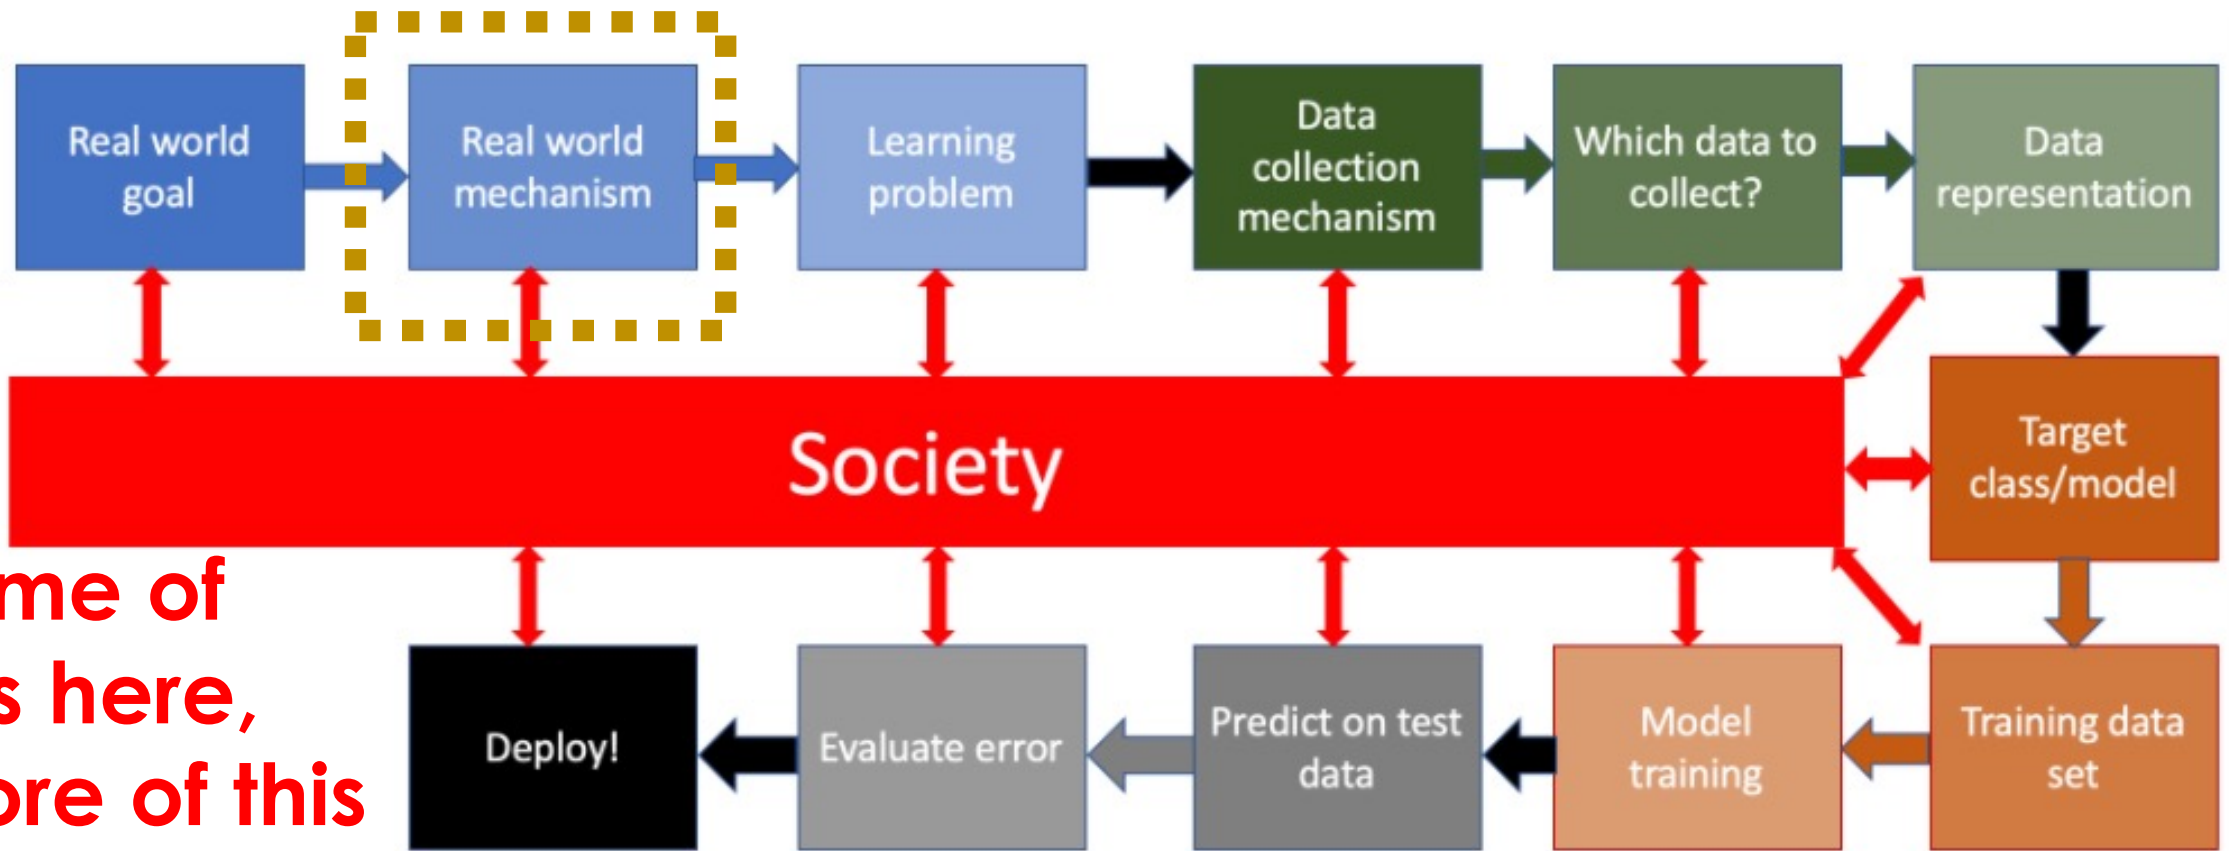 Real world
goal
Real world
mechanism
Learning
problem
Data
collection
mechanism
Which data to
collect?
Data
representation
Society
Target
class/model
me of
s here,
ore of this
Deploy!
Evaluate error
Predict on test
data
Model
training
Training data
set